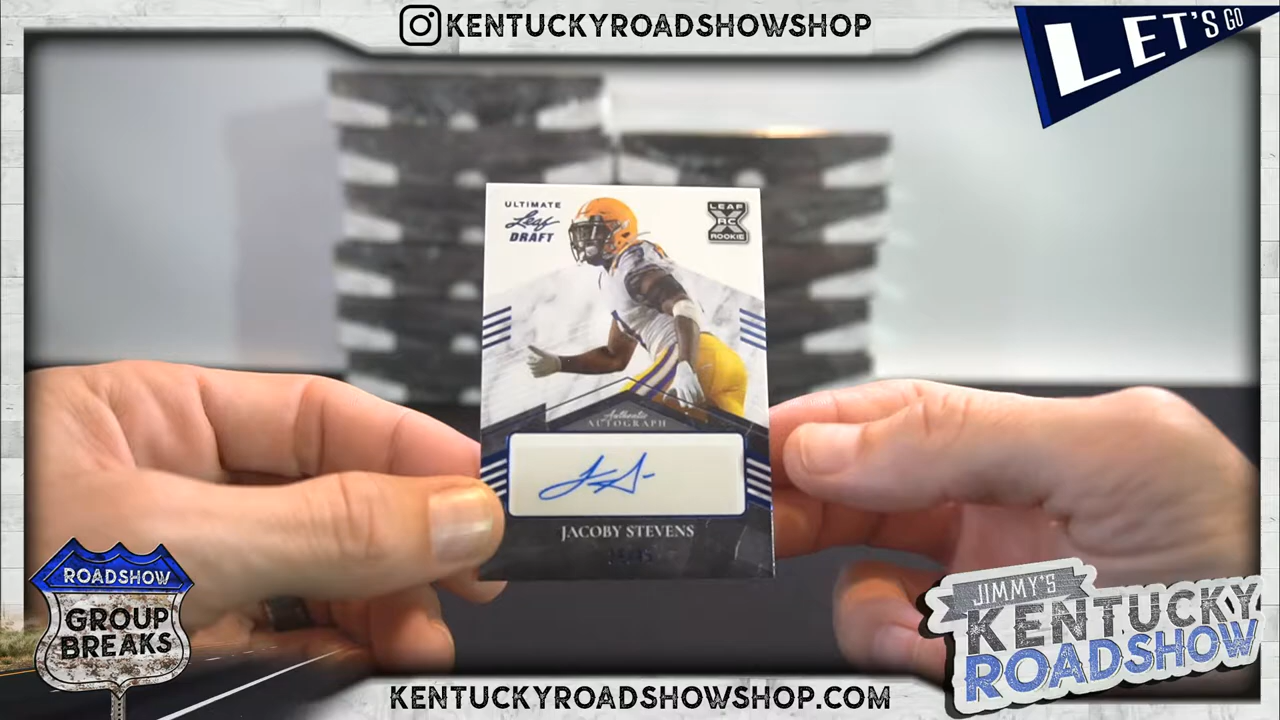 KENTUCKYROADSHOWSHOP
LET'S GO
ULTIMATE
Leaf
DRAFT
LEAF
X
RC
ROOKIE
Authentic
AUTOGRAPH
JACOBY STEVENS
ROADSHOW
GROUP
BREAKS
JIMMY'S
KENTUCKY
ROADSHOW
KENTUCKYROADSHOWSHOP.COM